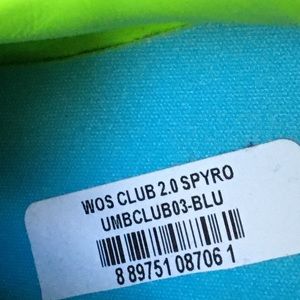 WOS CLUB 2.0 SPYRO
UMBCLUB03-BLU
8 89751 08706 1